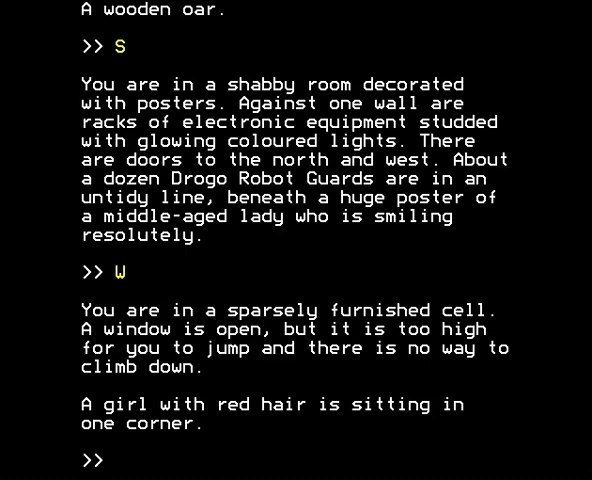 A wooden oar.
>> S
You are in a shabby room decorated
with posters. Against one wall are
racks of electronic equipment studded
with glowing coloured lights. There
are doors to the north and west. About
a dozen Drogo Robot Guards are in an
untidy line, beneath a huge poster of
a middle-aged lady who is smiling
resolutely.
>> W
You are in a sparsely furnished cell.
A window is open, but it is too high
for you to jump and there is no way to
climb down.
A girl with red hair is sitting in
one corner.
>>